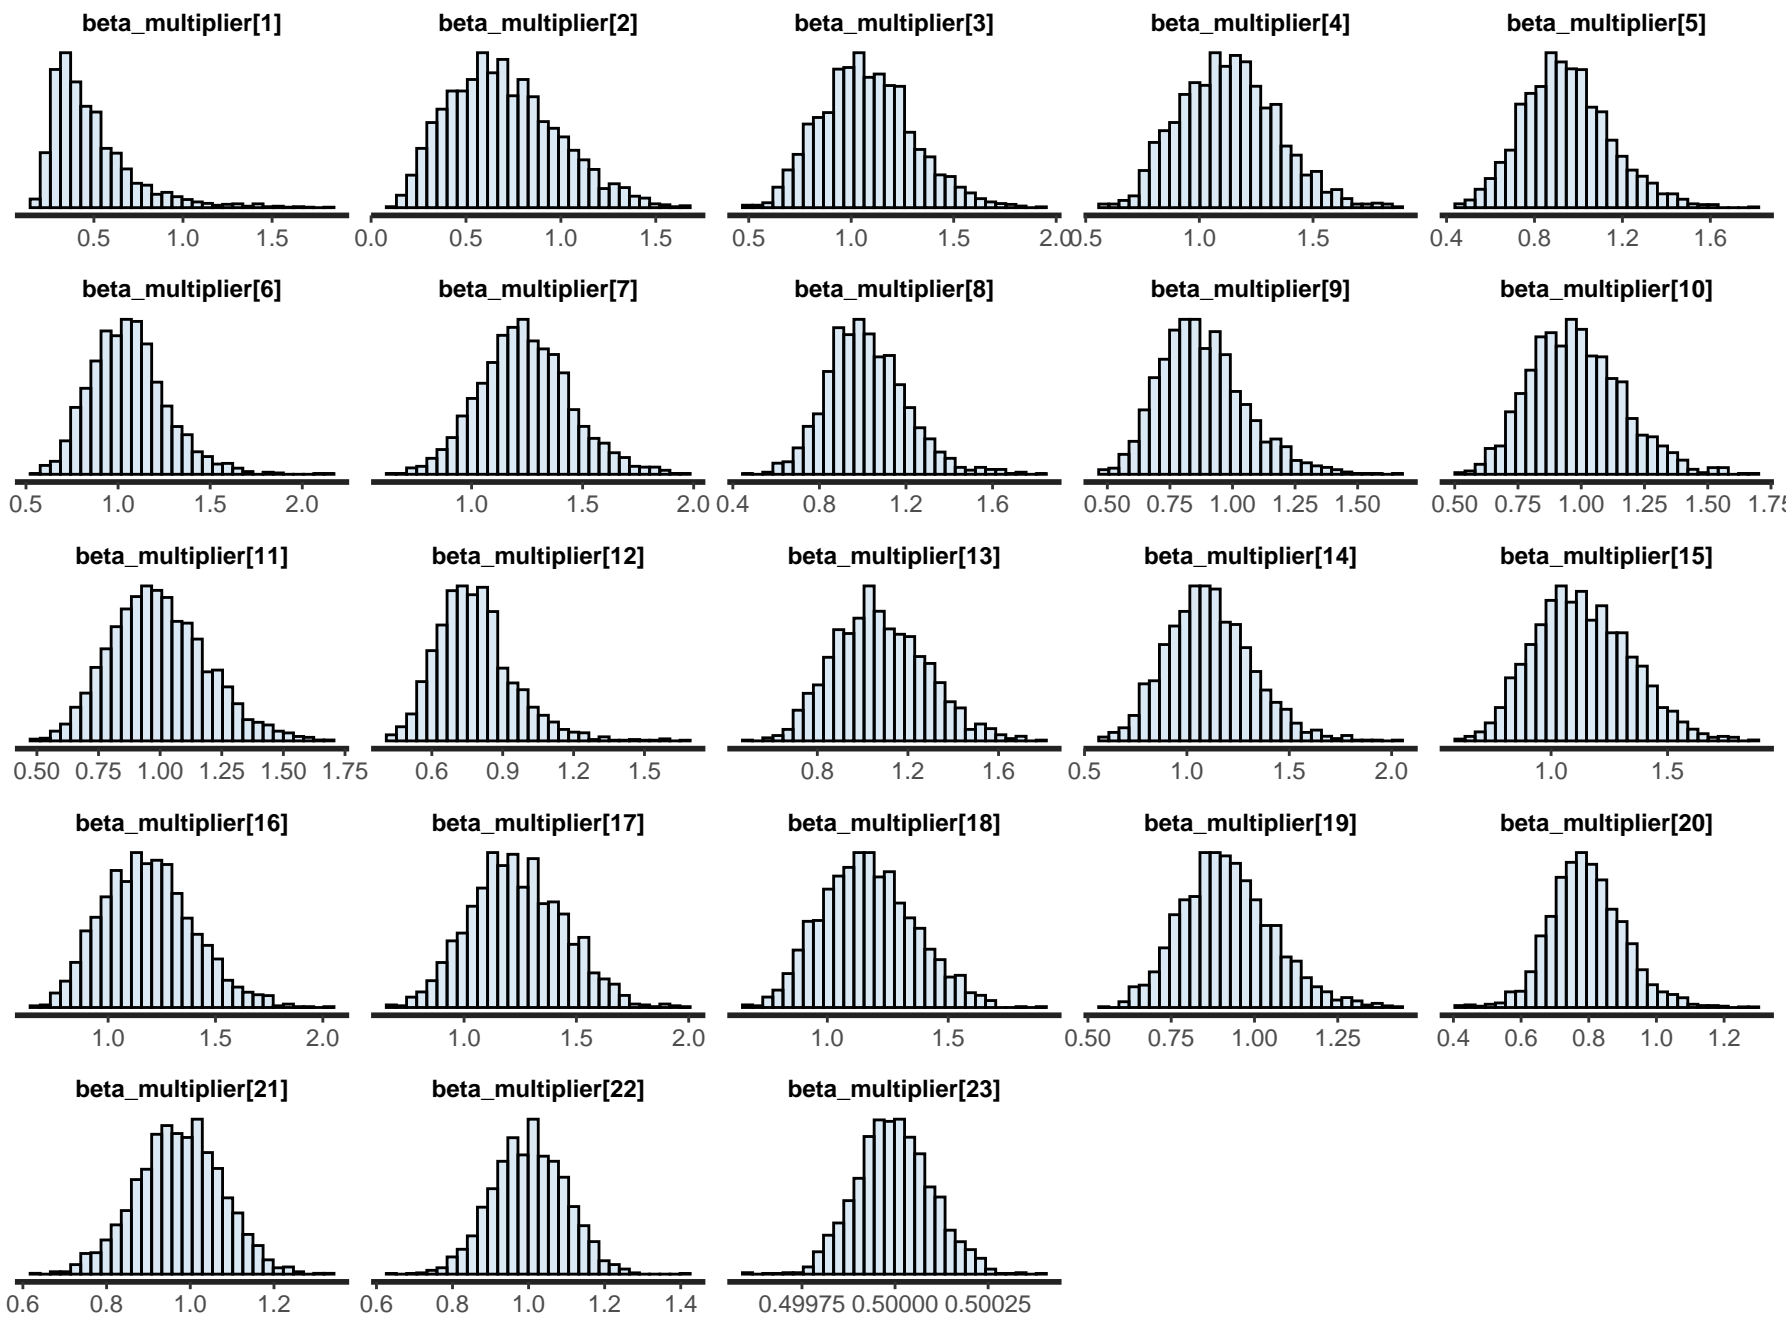 beta_multiplier[1] beta_multiplier[2] beta_multiplier[3] beta_multiplier[4] beta_multiplier[5]
0.5 1.0 1.5 0.0 0.5 1.0 1.5 0.5 1.0 1.5 2.0 0.5 1.0 1.5 0.4 0.8 1.2 1.6
beta_multiplier[6] beta_multiplier[7] beta_multiplier[8] beta_multiplier[9] beta_multiplier[10]
0.5 1.0 1.5 2.0 1.0 1.5 2.0 0.4 0.8 1.2 1.6 0.50 0.75 1.00 1.25 1.50 0.50 0.75 1.00 1.25 1.50 1.75
beta_multiplier[11] beta_multiplier[12] beta_multiplier[13] beta_multiplier[14] beta_multiplier[15]
0.50 0.75 1.00 1.25 1.50 1.75 0.6 0.9 1.2 1.5 0.8 1.2 1.6 0.5 1.0 1.5 2.0 1.0 1.5
beta_multiplier[16] beta_multiplier[17] beta_multiplier[18] beta_multiplier[19] beta_multiplier[20]
1.0 1.5 2.0 1.0 1.5 2.0 1.0 1.5 0.50 0.75 1.00 1.25 0.4 0.6 0.8 1.0 1.2
beta_multiplier[21] beta_multiplier[22] beta_multiplier[23]
0.6 0.8 1.0 1.2 0.6 0.8 1.0 1.2 1.4 0.49975 0.50000 0.50025